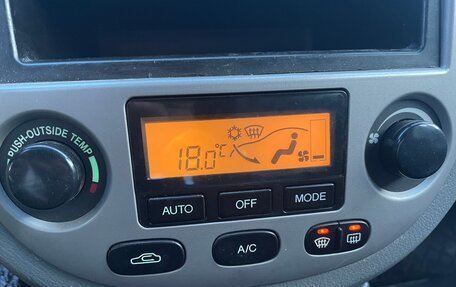 PUSH-OUTSIDE TEMP
18.0°C
AUTO
OFF
MODE
A/C